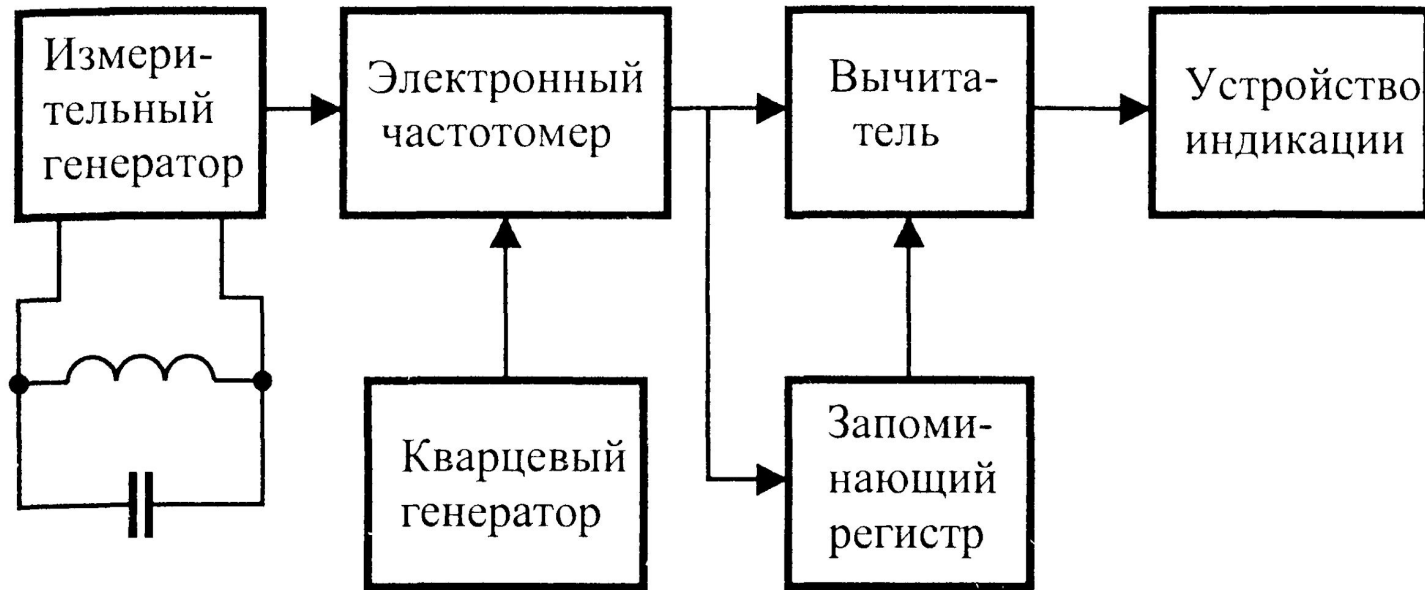 Измери-
тельный
генератор
Электронный
частотомер
Вычита-
тель
Устройство
индикации
Кварцевый
генератор
Запоми-
нающий
регистр